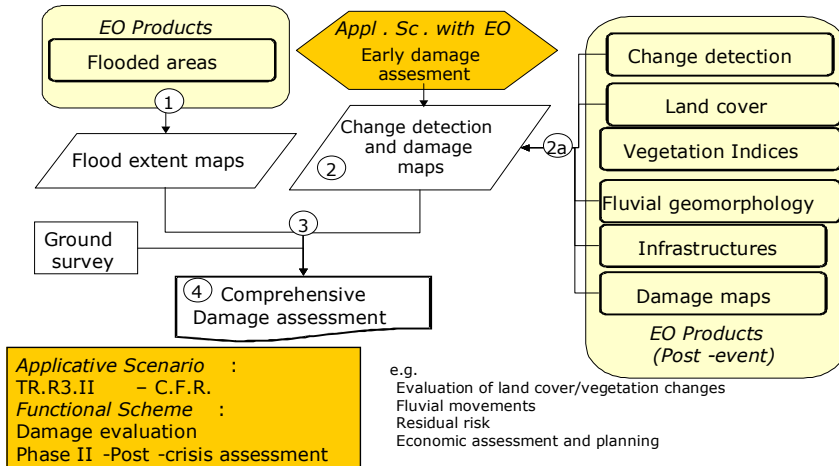 EO Products
Flooded areas
1
Flood extent maps
Appl . Sc . with EO
Early damage
assesment
Change detection
and damage
maps
2
2a
Change detection
Land cover
Vegetation Indices
Fluvial geomorphology
Infrastructures
Damage maps
EO Products
(Post -event)
3
Ground
survey
4
Comprehensive
Damage assessment
Applicative Scenario :
TR.R3.II – C.F.R.
Functional Scheme :
Damage evaluation
Phase II -Post -crisis assessment
e.g.
Evaluation of land cover/vegetation changes
Fluvial movements
Residual risk
Economic assessment and planning